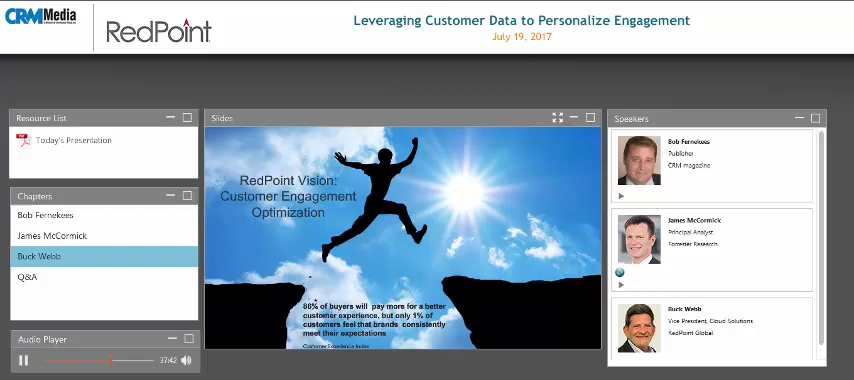 CRM Media
RedPoint
Leveraging Customer Data to Personalize Engagement
July 19, 2017
Resource List
Today's Presentation
Chapters
Bob Fernekees
James McCormick
Buck Webb
Q&A
Audio Player
37:42
Slides
RedPoint Vision:
Customer Engagement
Optimization
86% of buyers will pay more for a better
customer experience, but only 1% of
customers feel that brands consistently
meet their expectations
Customer Experience Index
Speakers
Bob Fernekees
Publisher
CRM magazine
James McCormick
Principal Analyst
Forrester Research
Buck Webb
Vice President, Cloud Solutions
RedPoint Global